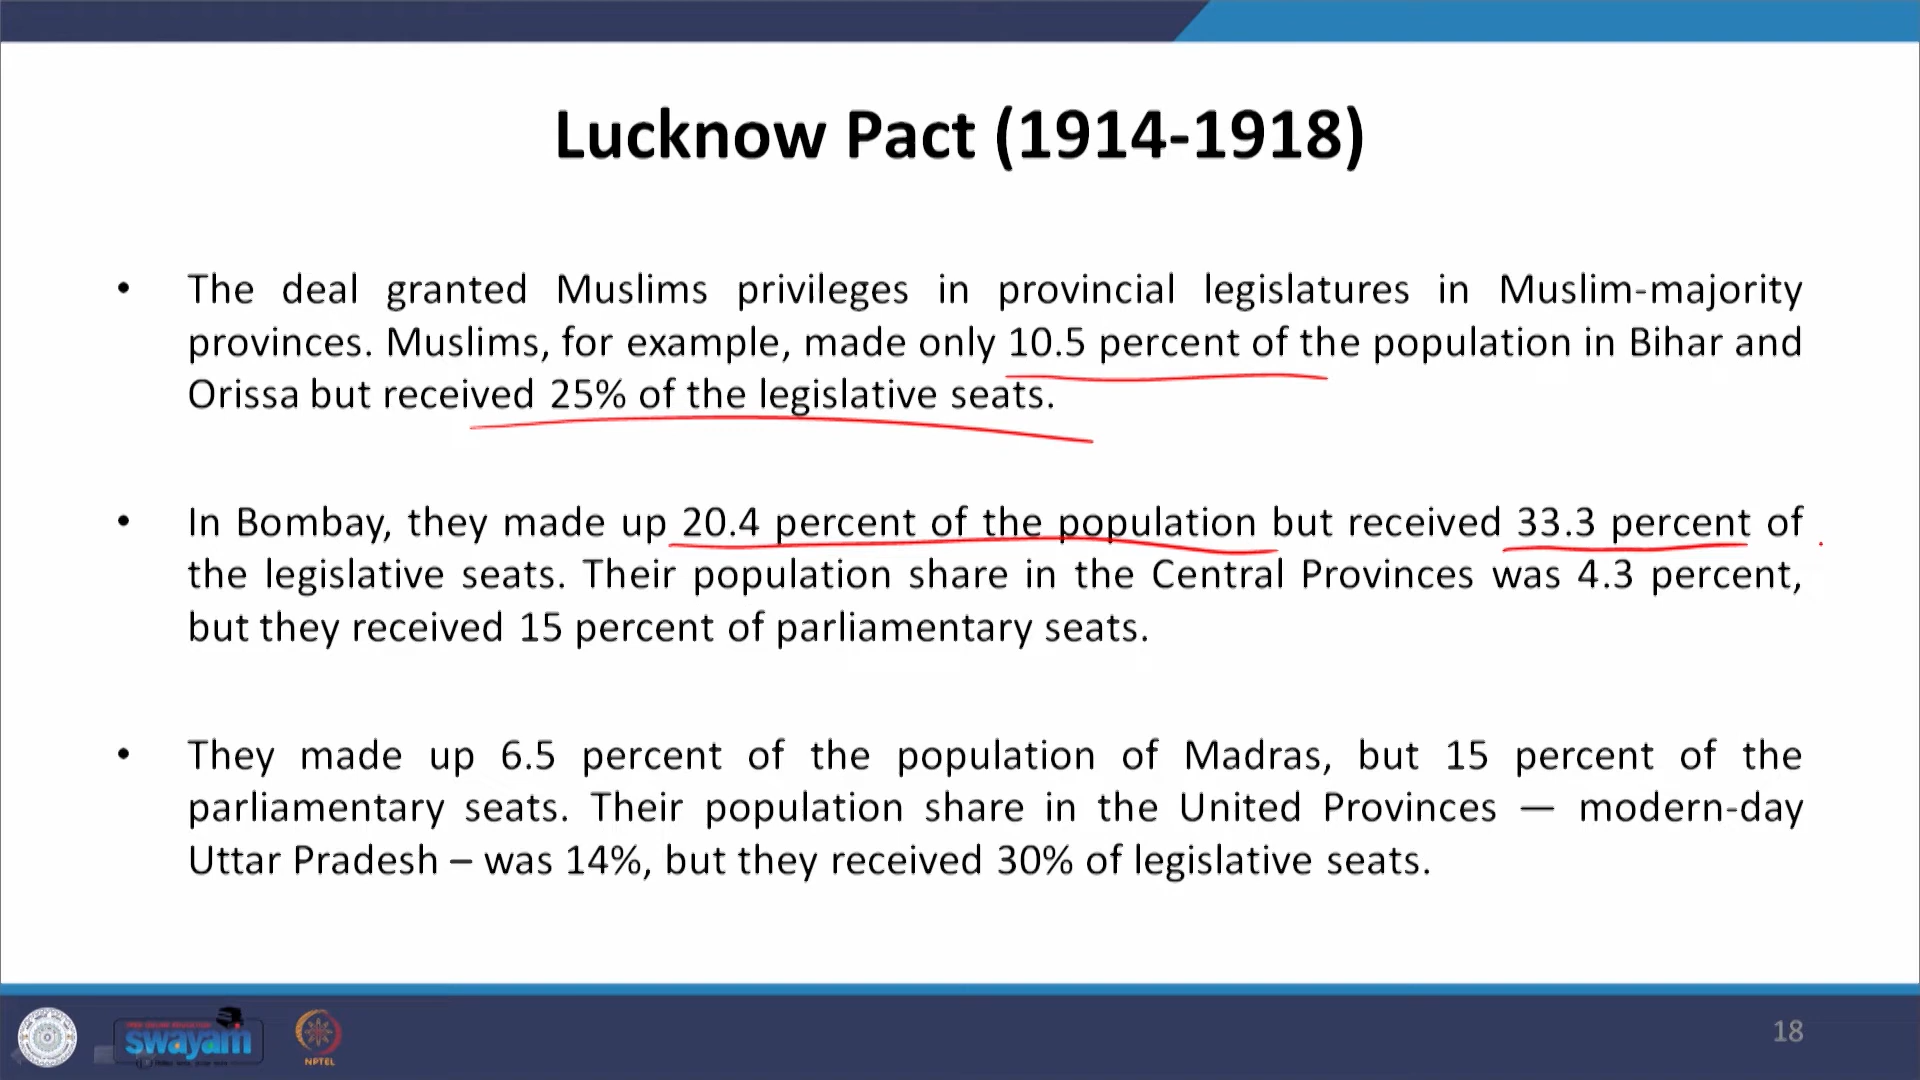 Lucknow Pact (1914-1918)
• The deal granted Muslims privileges in provincial legislatures in Muslim-majority
provinces. Muslims, for example, made only 10.5 percent of the population in Bihar and
Orissa but received 25% of the legislative seats.
• In Bombay, they made up 20.4 percent of the population but received 33.3 percent of
the legislative seats. Their population share in the Central Provinces was 4.3 percent,
but they received 15 percent of parliamentary seats.
• They made up 6.5 percent of the population of Madras, but 15 percent of the
parliamentary seats. Their population share in the United Provinces — modern-day
Uttar Pradesh – was 14%, but they received 30% of legislative seats.
swayam
NPTEL
18